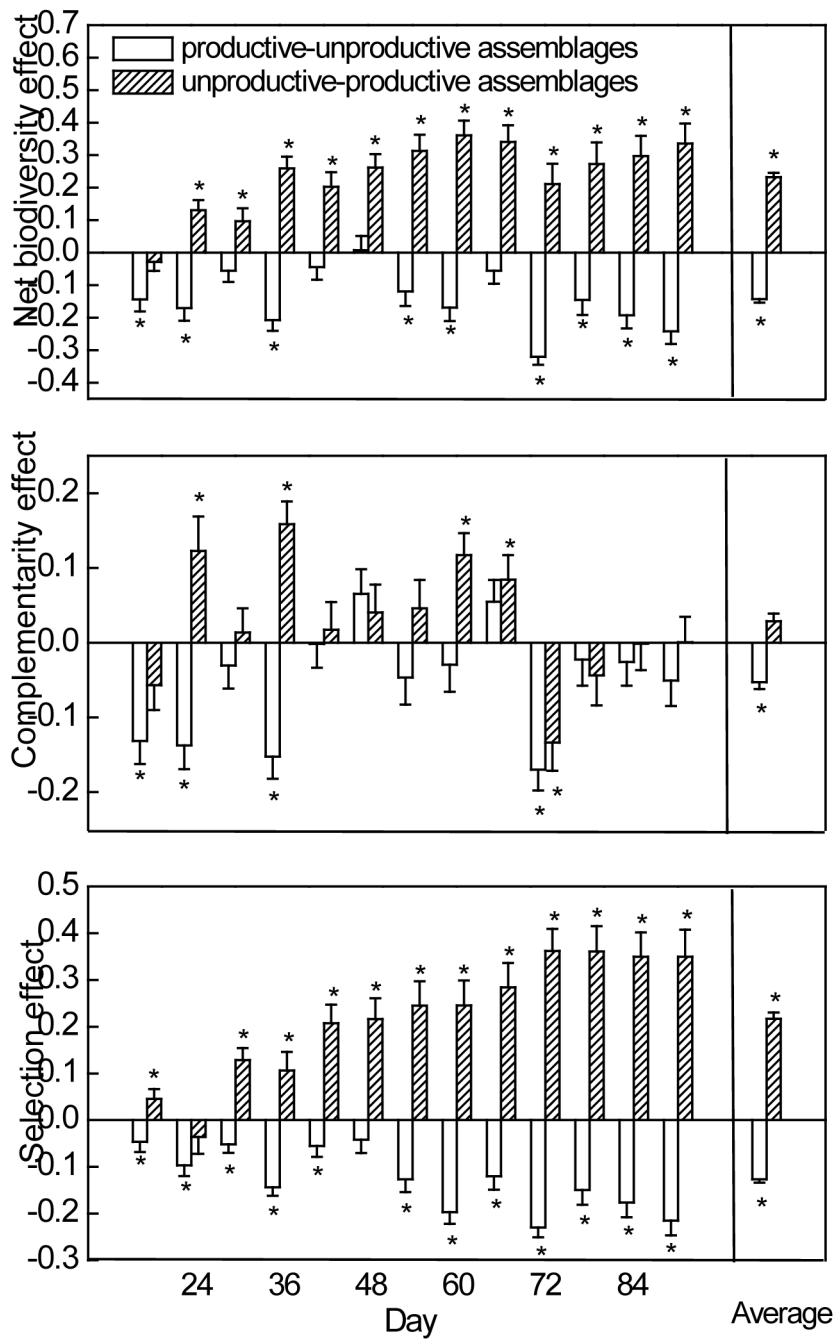 Net biodiversity effect
0.7
0.6
0.5
0.4
0.3
0.2
0.1
0.0
-0.1
-0.2
-0.3
-0.4
productive-unproductive assemblages
unproductive-productive assemblages
* * * * * * * * * * * * *
* * * * * * * * * *
Complementarity effect
0.2
0.1
0.0
-0.1
-0.2
* * * *
* * * * * *
Selection effect
0.5
0.4
0.3
0.2
0.1
0.0
-0.1
-0.2
-0.3
* * * * * * * * * * * * *
* * * * * * * * * * * * *
24 36 48 60 72 84
Day
Average